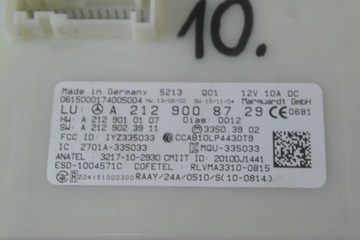 10.
Made in Germany 5213 Q01 12V 10A DC
0615000174005004 HW:13/06/00 SW:15/11/04 Marquardt GmbH
LU: A 212 900 87 29 CE 0681
HW: A 212 901 01 07 Diag: 0012
SW: A 212 902 39 11 3350 39 02
FCC ID: IYZ335033 CCAB10LP4430T9
IC: 2701A-335033 MQU-335033
ANATEL: 3217-10-2930 CMIIT ID: 2010DJ1441
ESD-1004571C COFETEL: RLVMA3310-0815
R 204151000300 RAAY/24A/0510/S(10-0814)